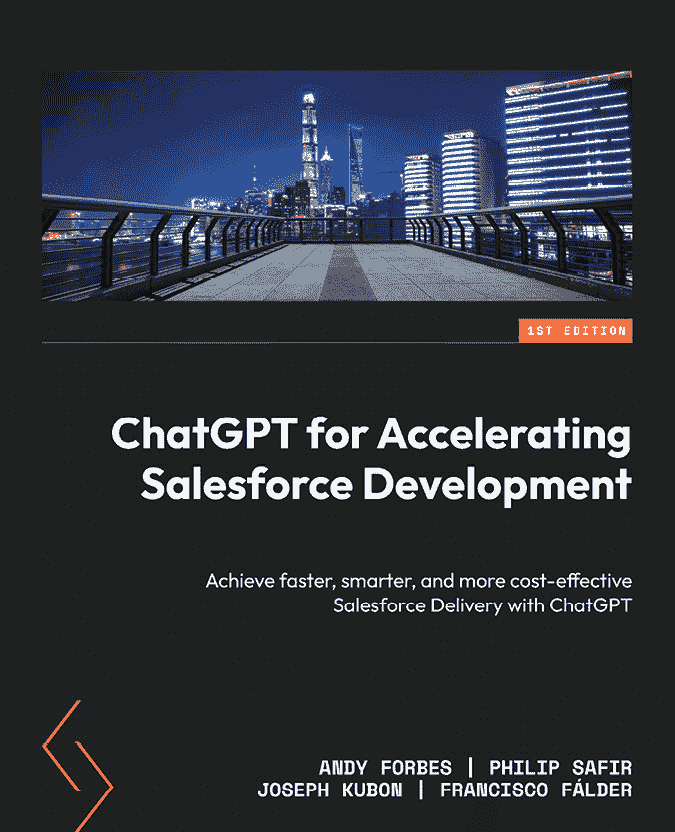 1ST EDITION
ChatGPT for Accelerating
Salesforce Development
Achieve faster, smarter, and more cost-effective
Salesforce Delivery with ChatGPT
ANDY FORBES | PHILIP SAFIR
JOSEPH KUBON | FRANCISCO FÁLDER